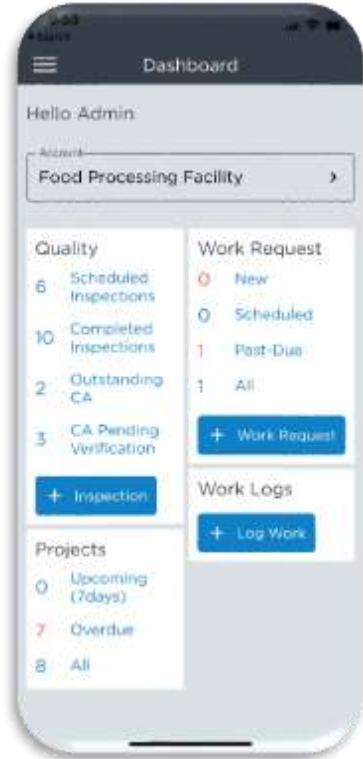 Dashboard
Hello Admin
Account
Food Processing Facility
Quality
6 Scheduled
Inspections
10 Completed
Inspections
2 Outstanding
CA
3 CA Pending
Verification
+ Inspection
Projects
0 Upcoming
(7days)
7 Overdue
8 All
Work Request
0 New
0 Scheduled
1 Past-Due
1 All
+ Work Request
Work Logs
+ Log Work